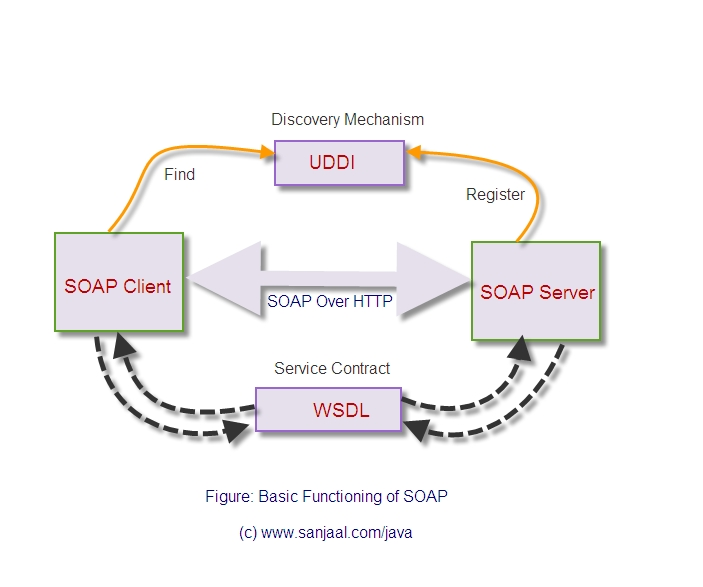 Discovery Mechanism
UDDI
Find
Register
SOAP Client
SOAP Server
SOAP Over HTTP
Service Contract
WSDL
Figure: Basic Functioning of SOAP
(c) www.sanjaal.com/java